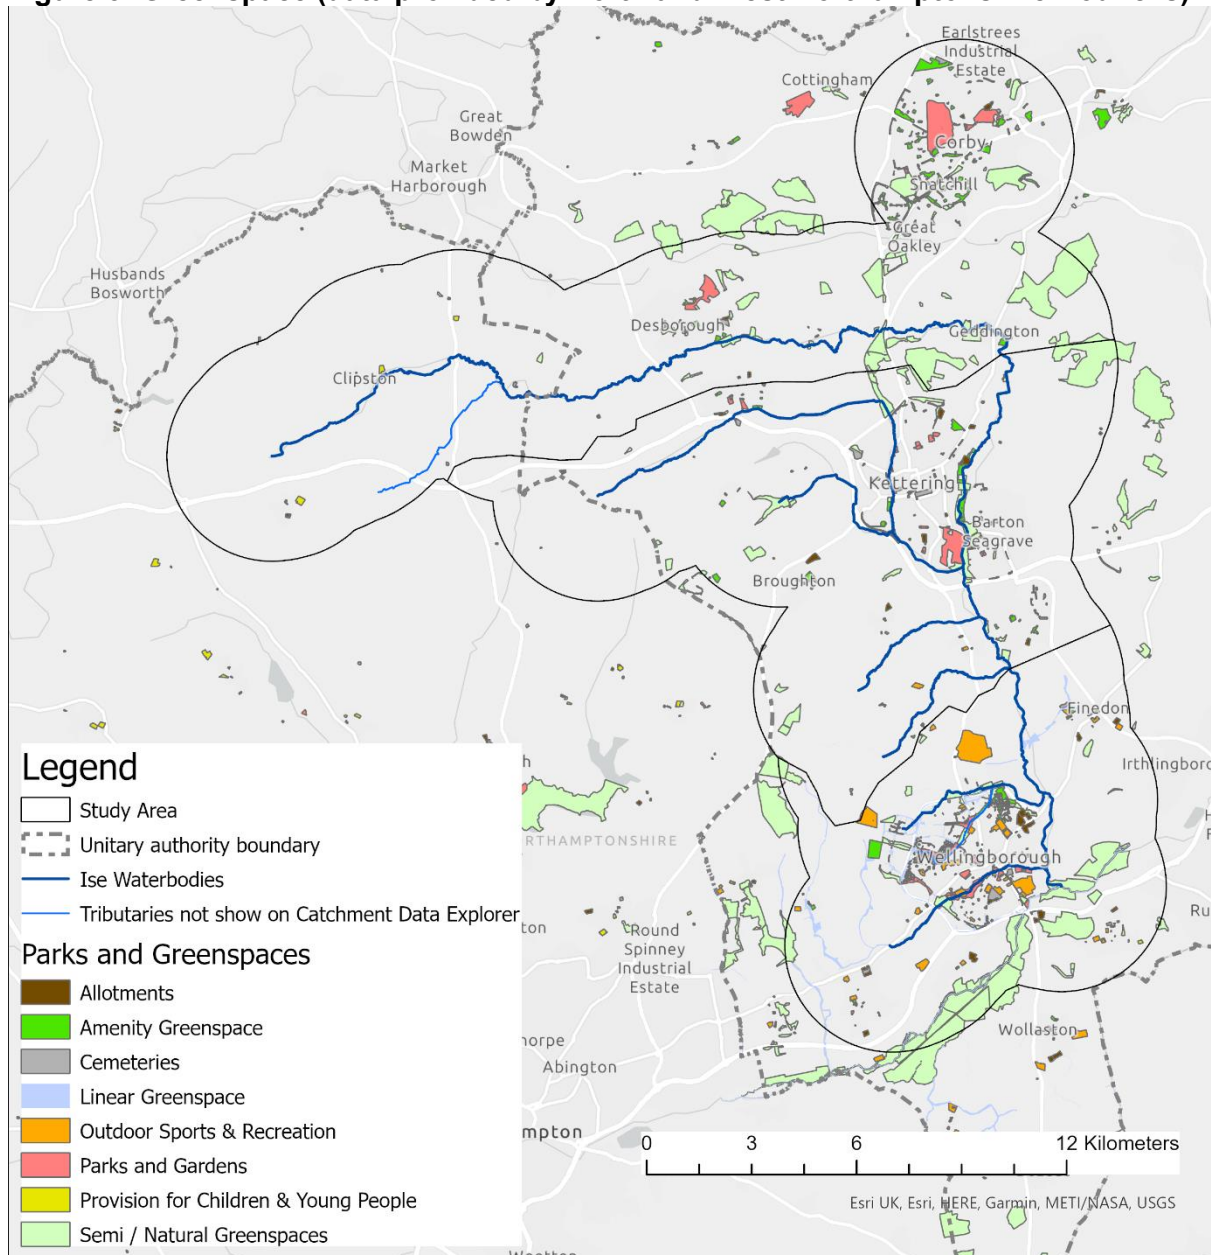 Earlstrees
Industrial
Estate
Cottingham
Great
Bowden
Corby
Market
Harborough
Snatchill
Great
Oakley
Husbands
Bosworth
Desborough
Geddington
Clipston
Kettering
Barton
Seagrave
Broughton
Finedon
Irthlingboro
RTHAMPTONSHIRE
Wellingborough
Ru
Round
Spinney
Industrial
Estate
ton
Wollaston
horpe
Abington
mpton
Legend
Study Area
Unitary authority boundary
Ise Waterbodies
Tributaries not show on Catchment Data Explorer
Parks and Greenspaces
Allotments
Amenity Greenspace
Cemeteries
Linear Greenspace
Outdoor Sports & Recreation
Parks and Gardens
Provision for Children & Young People
Semi / Natural Greenspaces
0 3 6 12 Kilometers
Esri UK, Esri, HERE, Garmin, METI/NASA, USGS